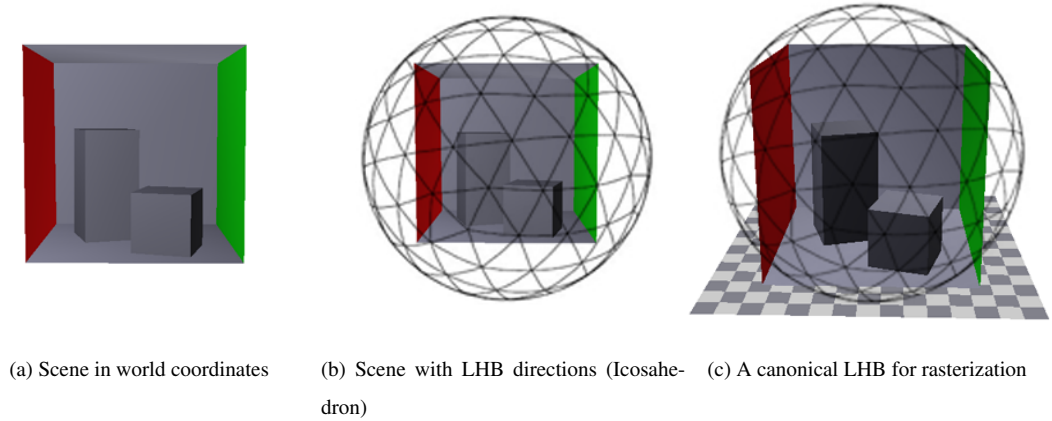 (a) Scene in world coordinates
(b) Scene with LHB directions (Icosahe-
dron)
(c) A canonical LHB for rasterization